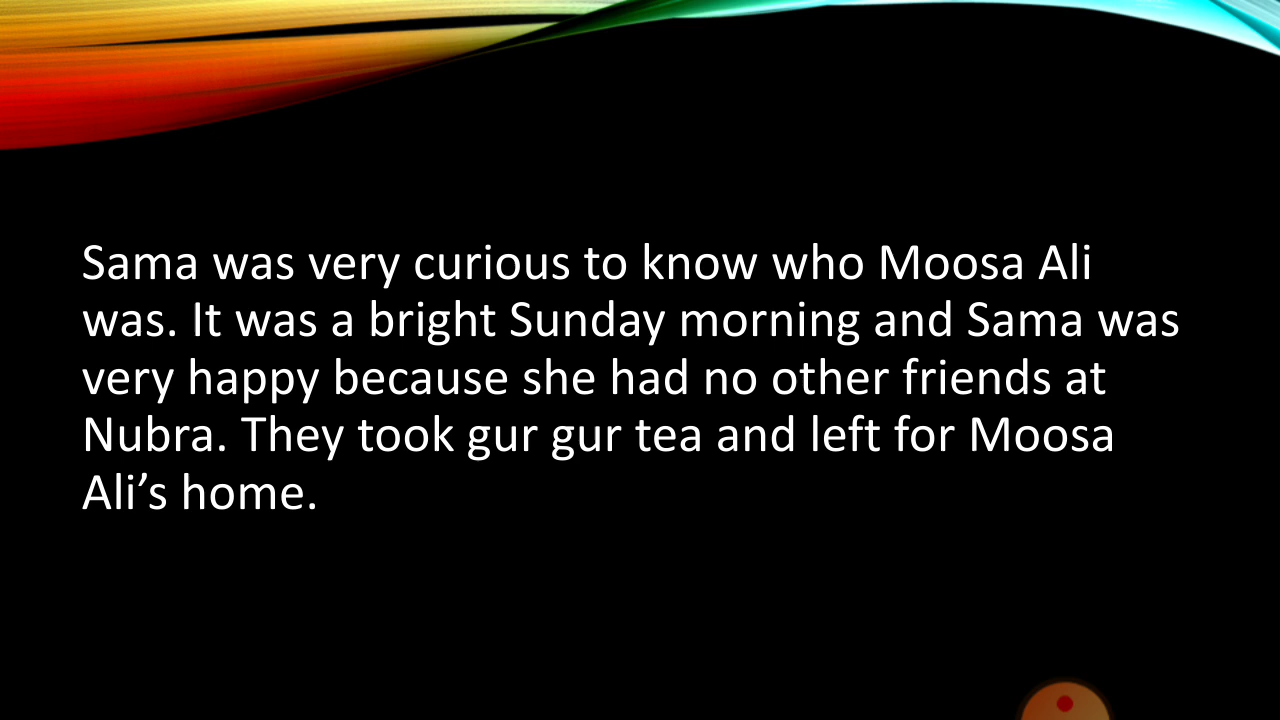 Sama was very curious to know who Moosa Ali
was. It was a bright Sunday morning and Sama was
very happy because she had no other friends at
Nubra. They took gur gur tea and left for Moosa
Ali’s home.